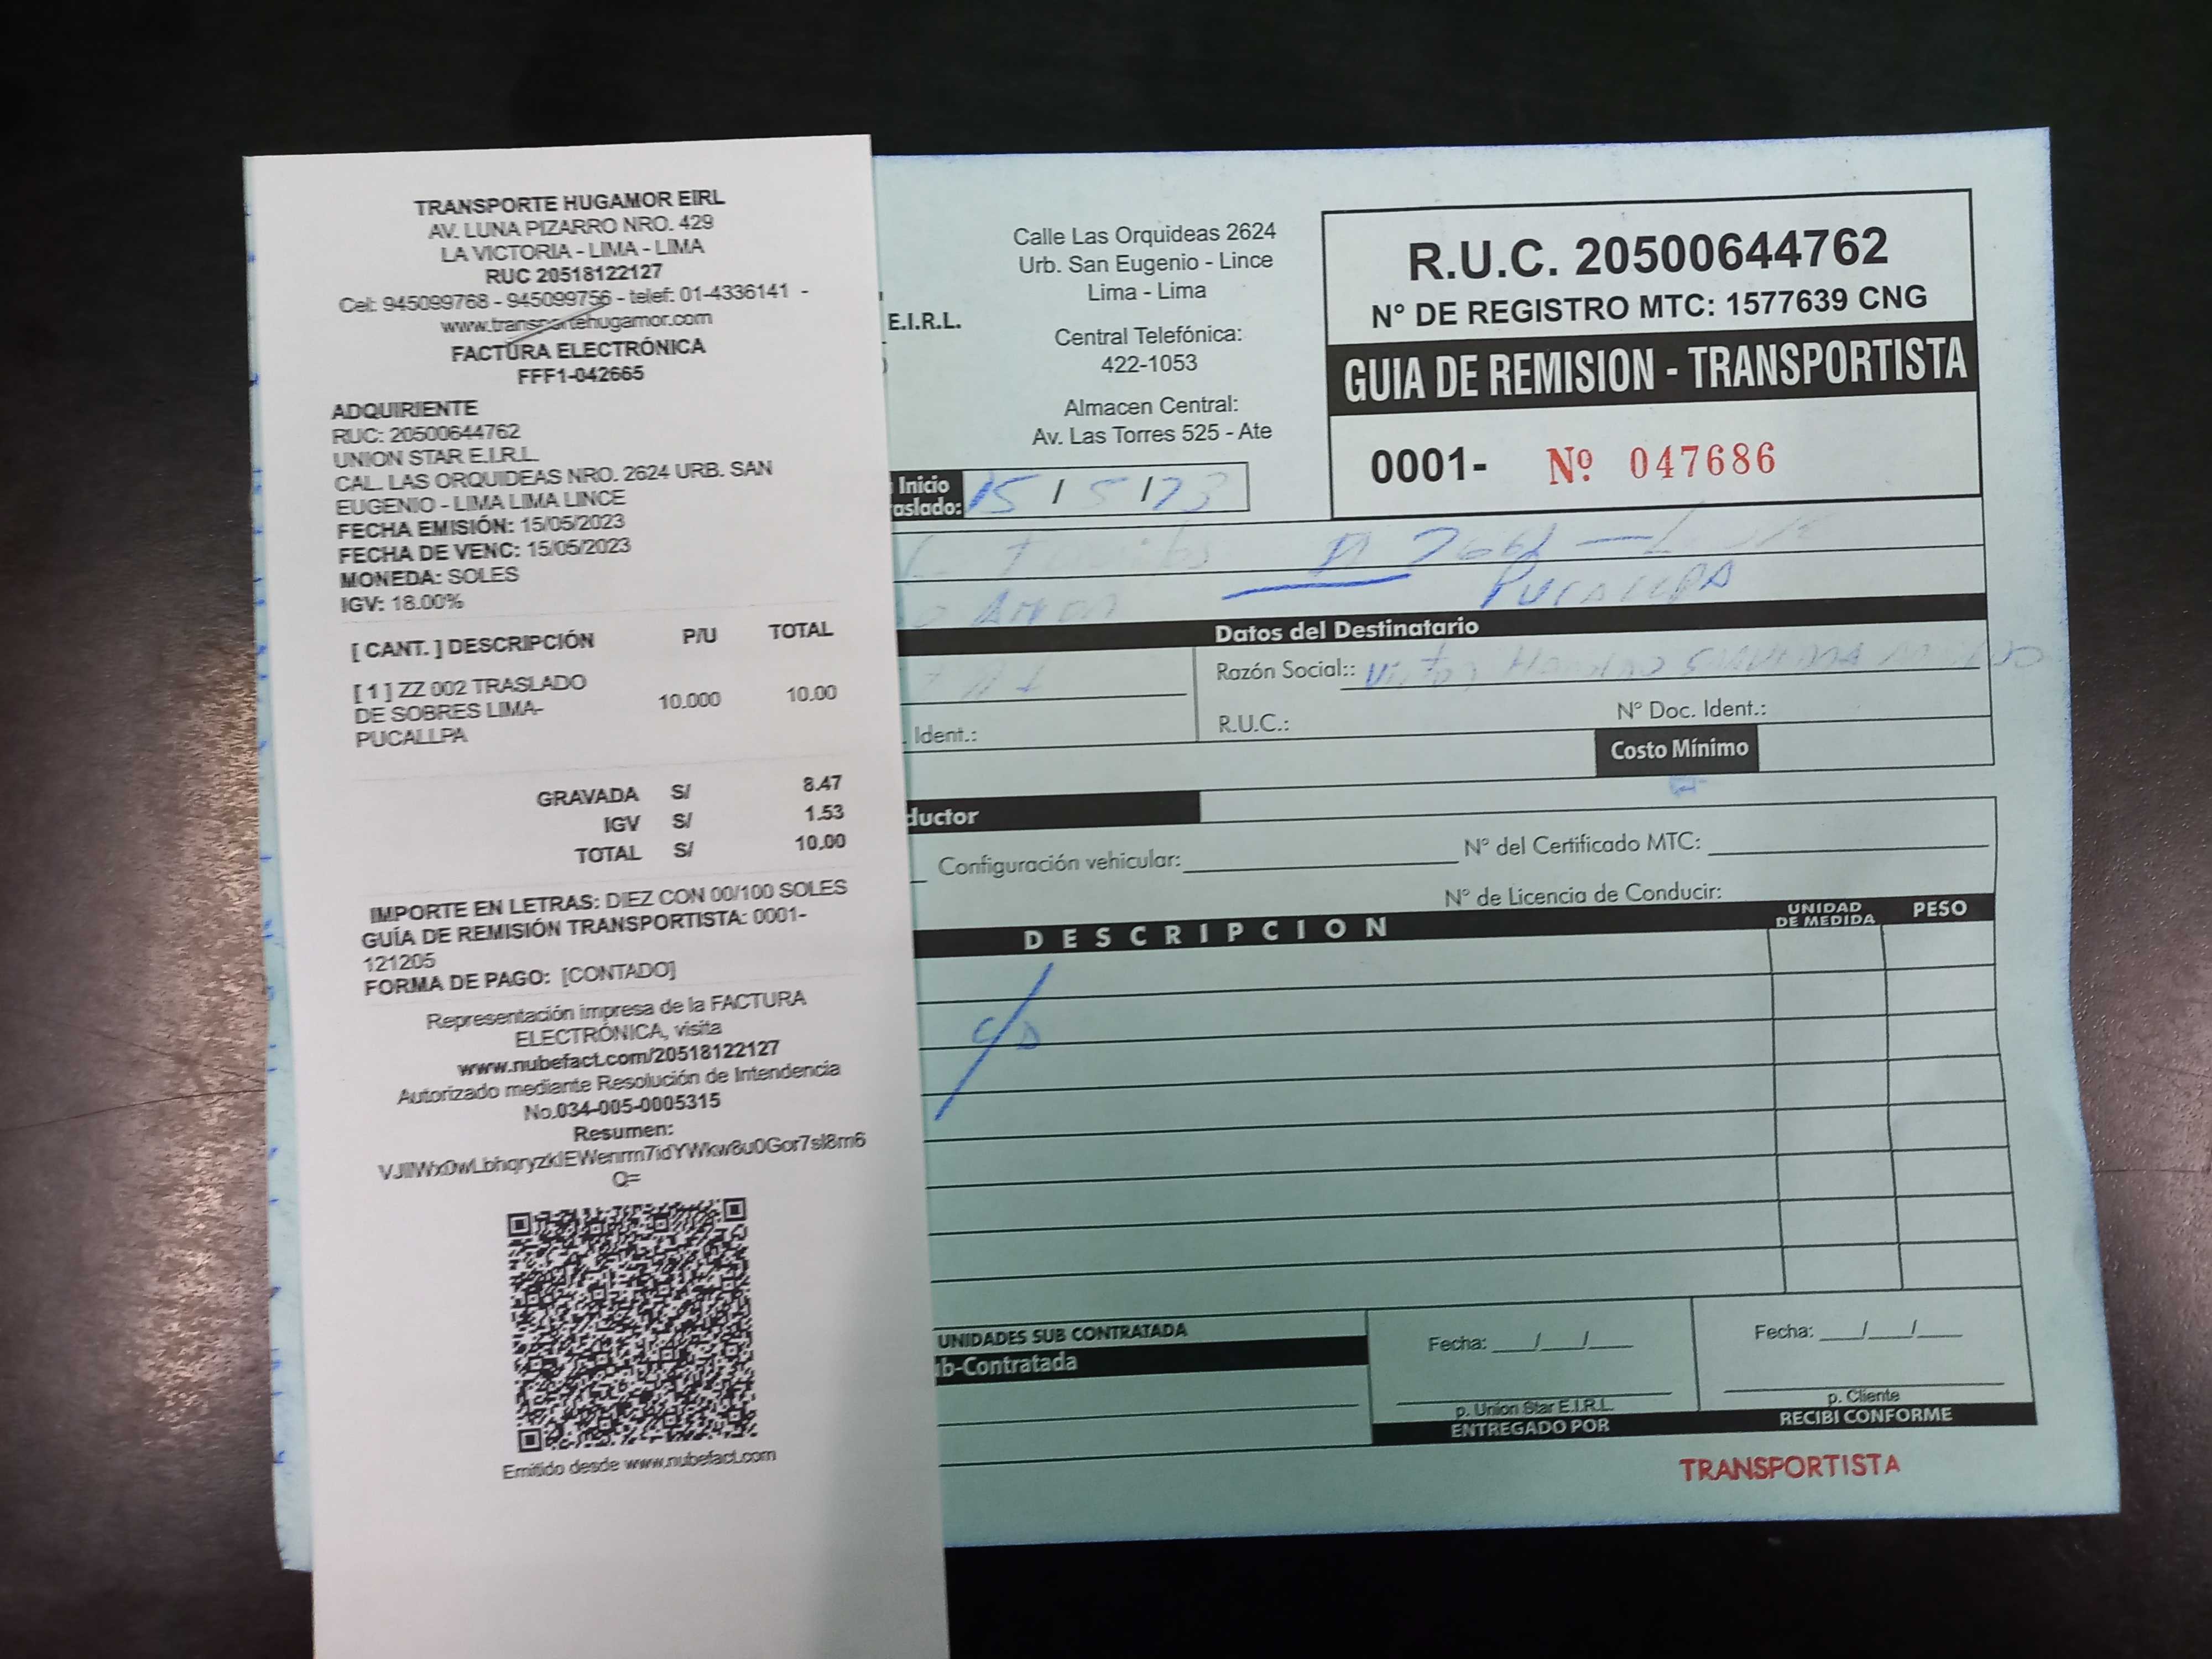 TRANSPORTE HUGAMOR EIRL
AV. LUNA PIZARRO NRO. 429
LA VICTORIA - LIMA - LIMA
RUC 20518122127
Cel: 945099768 - 945099756 - telef: 01-4336141 -
www.transportehugamor.com
FACTURA ELECTRÓNICA
FFF1-042665
ADQUIRIENTE
RUC: 20500644762
UNION STAR E.I.R.L.
CAL. LAS ORQUIDEAS NRO. 2624 URB. SAN
EUGENIO - LIMA LIMA LINCE
FECHA EMISIÓN: 15/05/2023
FECHA DE VENC: 15/05/2023
MONEDA: SOLES
IGV: 18.00%
[ CANT. ] DESCRIPCIÓN P/U TOTAL
[ 1 ] ZZ 002 TRASLADO
DE SOBRES LIMA- 10.000 10.00
PUCALLPA
GRAVADA S/ 8.47
IGV S/ 1.53
TOTAL S/ 10.00
IMPORTE EN LETRAS: DIEZ CON 00/100 SOLES
GUÍA DE REMISIÓN TRANSPORTISTA: 0001-
121205
FORMA DE PAGO: [CONTADO]
Representación impresa de la FACTURA
ELECTRÓNICA, visita
www.nubefact.com/20518122127
Autorizado mediante Resolución de Intendencia
No.034-005-0005315
Resumen:
Q=
Emitido desde www.nubefact.com
E.I.R.L.
Calle Las Orquideas 2624
Urb. San Eugenio - Lince
Lima - Lima
Central Telefónica:
422-1053
Almacen Central:
Av. Las Torres 525 - Ate
R.U.C. 20500644762
N° DE REGISTRO MTC: 1577639 CNG
GUIA DE REMISION - TRANSPORTISTA
0001- Nº 047686
Inicio
aslado: 15 / 5 / 23
PUCALLPA
Datos del Destinatario
Razón Social::
R.U.C.: N° Doc. Ident.:
. Ident.:
Costo Mínimo
ductor
Configuración vehicular: N° del Certificado MTC:
N° de Licencia de Conducir:
DESCRIPCION UNIDAD DE MEDIDA PESO
UNIDADES SUB CONTRATADA
b-Contratada
Fecha: ___/___/___
p. Union Star E.I.R.L.
ENTREGADO POR
Fecha: ___/___/___
p. Cliente
RECIBI CONFORME
TRANSPORTISTA